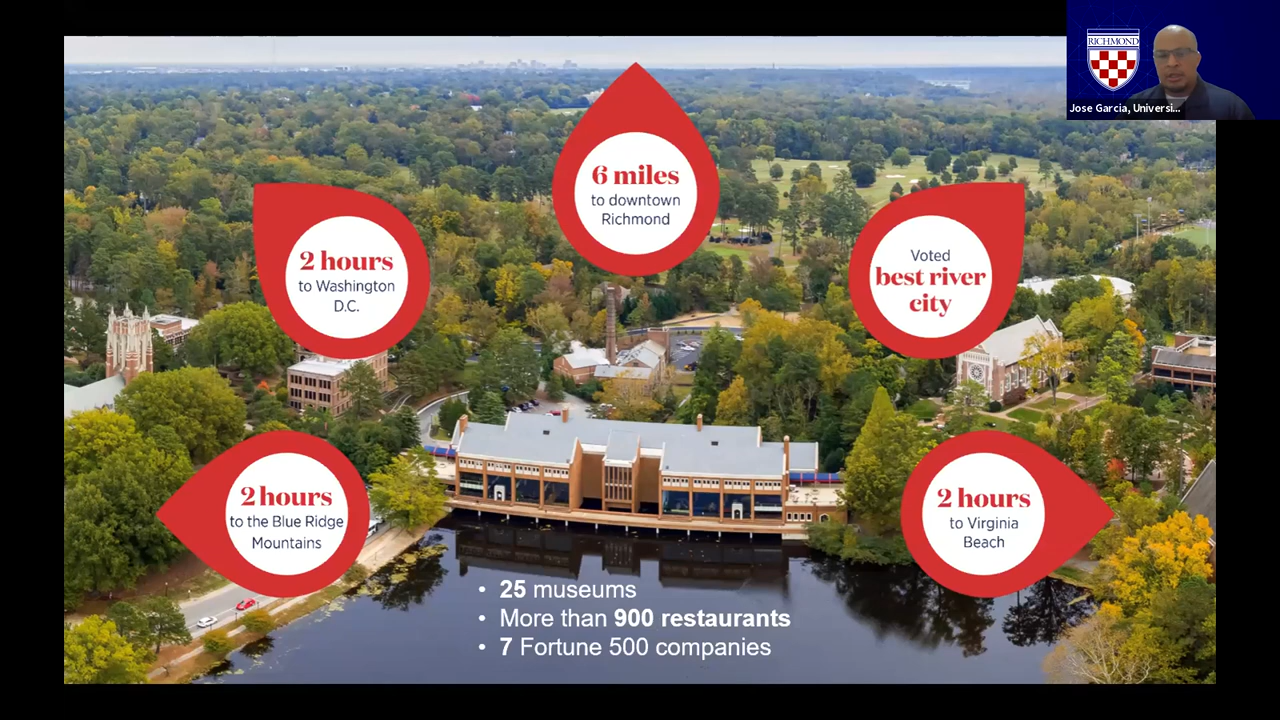 RICHMOND
Jose Garcia, Universi...
6 miles
to downtown
Richmond
2 hours
to Washington
D.C.
Voted
best river
city
2 hours
to the Blue Ridge
Mountains
2 hours
to Virginia
Beach
• 25 museums
• More than 900 restaurants
• 7 Fortune 500 companies